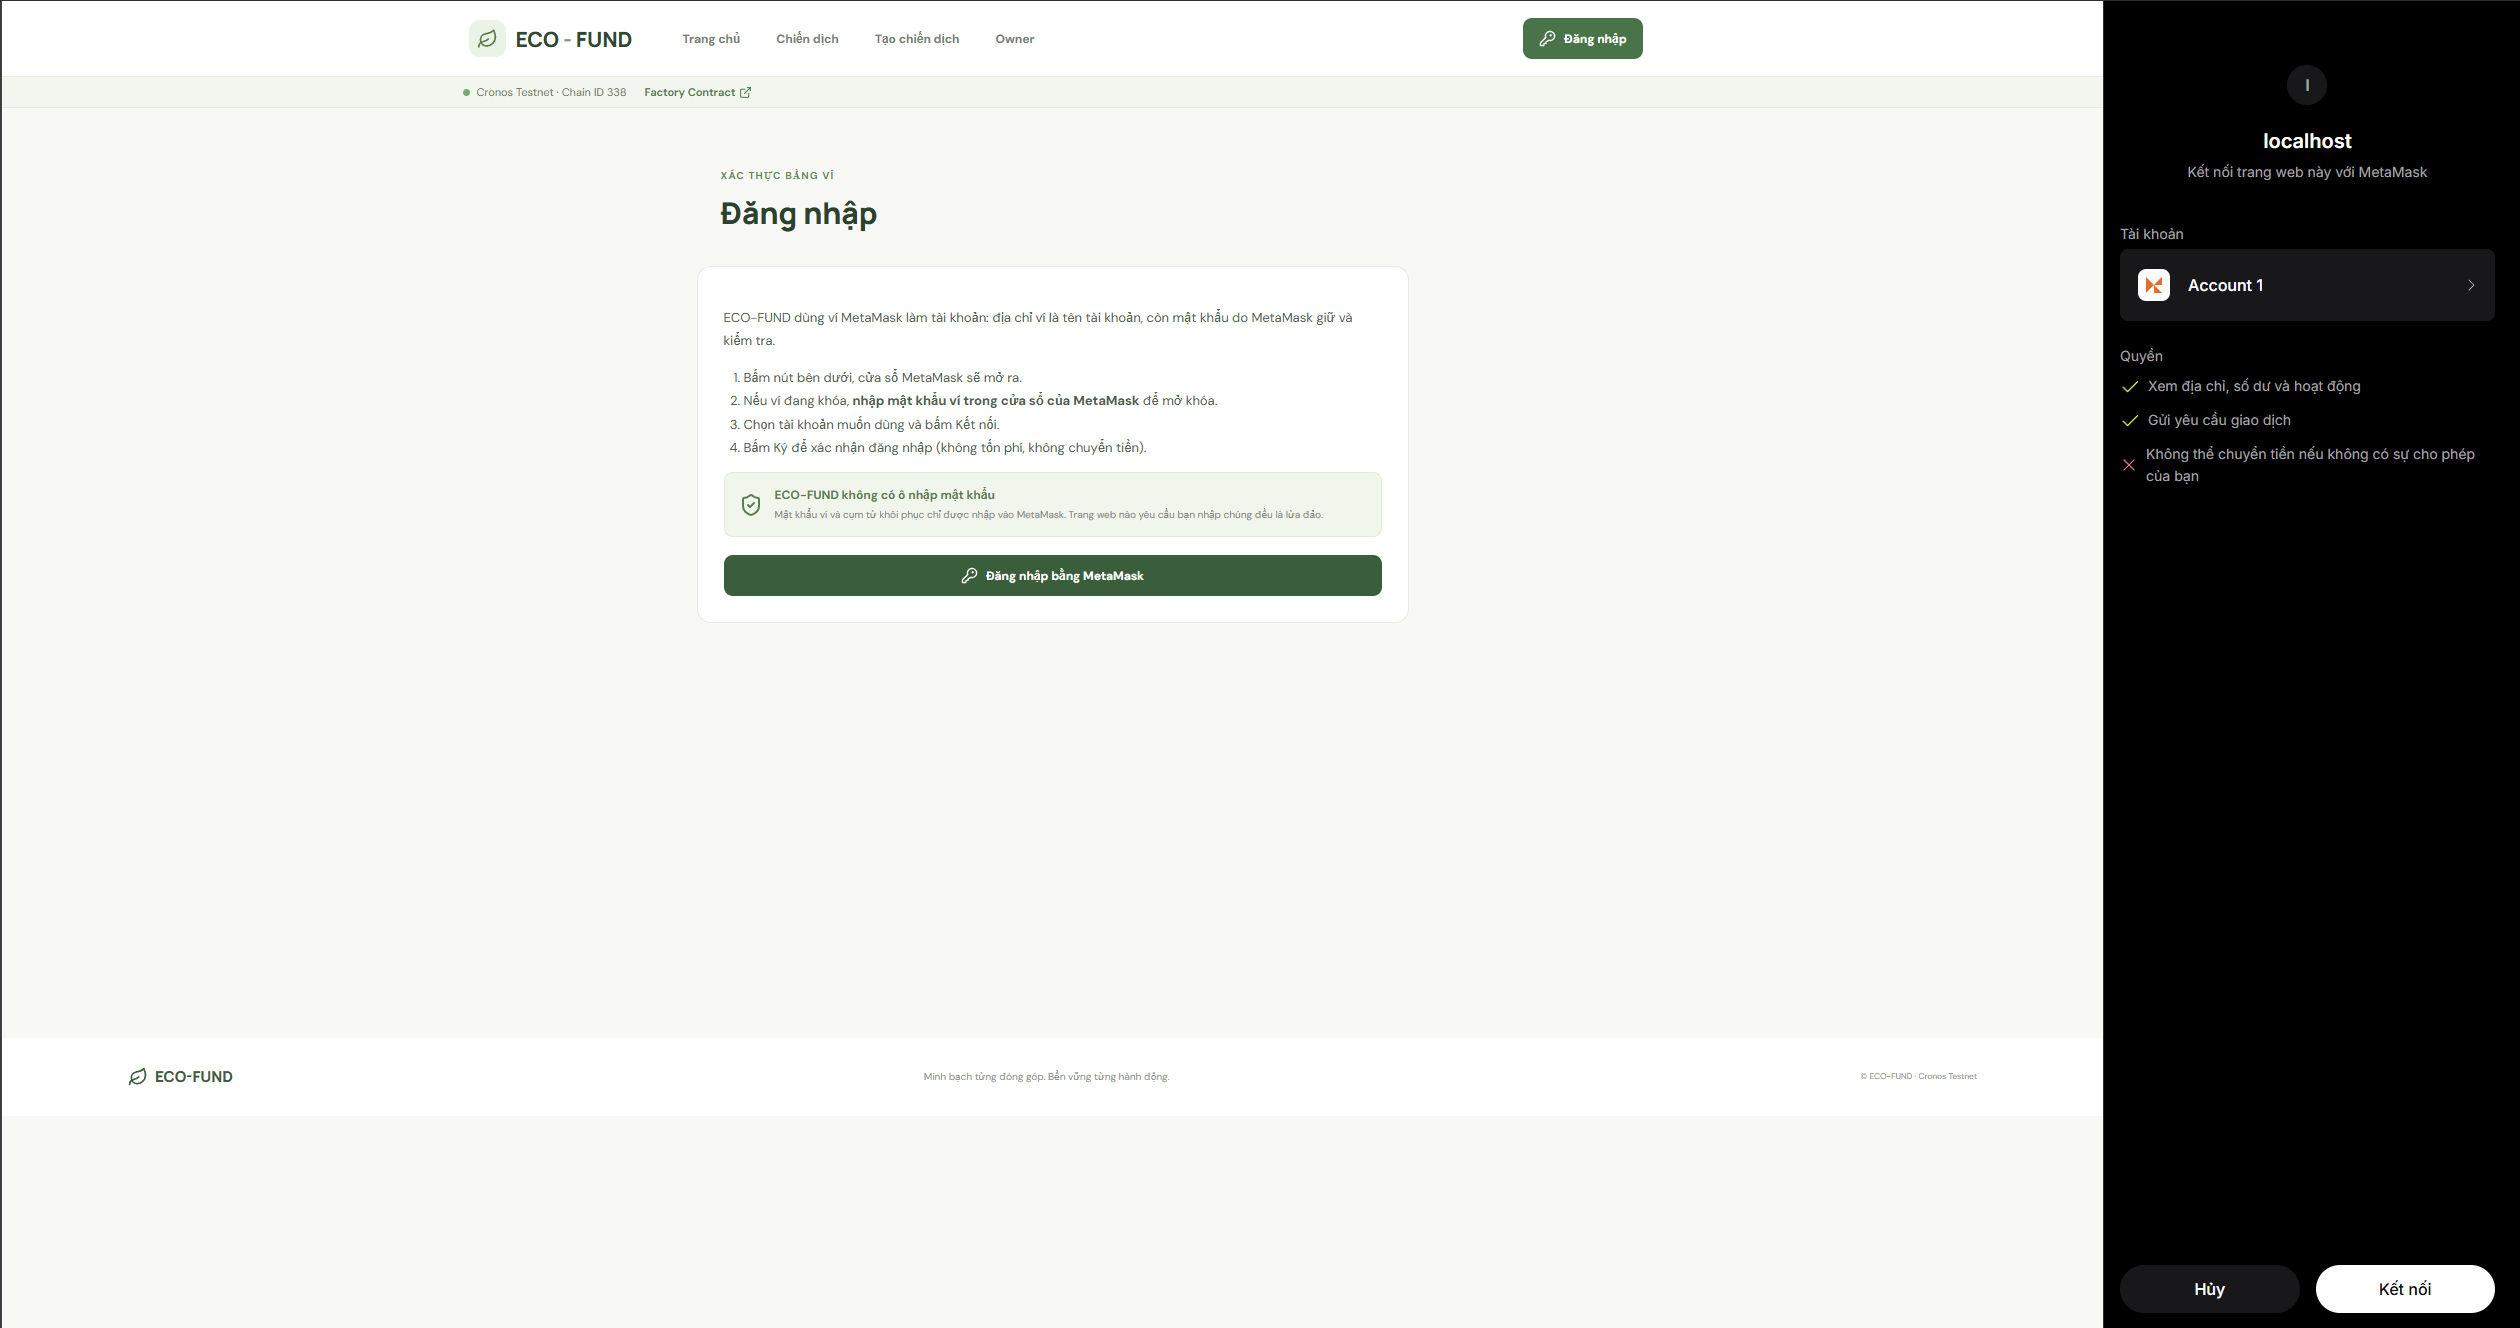 ECO - FUND
Trang chủ
Chiến dịch
Tạo chiến dịch
Owner
Đăng nhập
Cronos Testnet · Chain ID 338
Factory Contract
XÁC THỰC BẰNG VÍ
Đăng nhập
ECO-FUND dùng ví MetaMask làm tài khoản: địa chỉ ví là tên tài khoản, còn mật khẩu do MetaMask giữ và
kiểm tra.
1. Bấm nút bên dưới, cửa sổ MetaMask sẽ mở ra.
2. Nếu ví đang khóa, nhập mật khẩu ví trong cửa sổ của MetaMask để mở khóa.
3. Chọn tài khoản muốn dùng và bấm Kết nối.
4. Bấm Ký để xác nhận đăng nhập (không tốn phí, không chuyển tiền).
ECO-FUND không có ô nhập mật khẩu
Mật khẩu ví và cụm từ khôi phục chỉ được nhập vào MetaMask. Trang web nào yêu cầu bạn nhập chúng đều là lừa đảo.
Đăng nhập bằng MetaMask
ECO-FUND
Minh bạch từng đóng góp. Bền vững từng hành động.
© ECO-FUND · Cronos Testnet
l
localhost
Kết nối trang web này với MetaMask
Tài khoản
Account 1
Quyền
Xem địa chỉ, số dư và hoạt động
Gửi yêu cầu giao dịch
Không thể chuyển tiền nếu không có sự cho phép
của bạn
Hủy
Kết nối